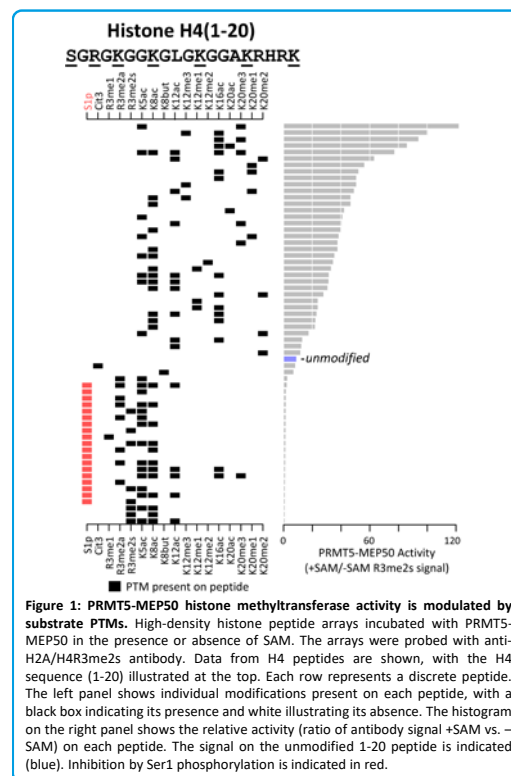 Histone H4(1-20)
SGRGKGGKGLGKGGAKRHRK
S1p
Cit3
R3me1
R3me2a
R3me2s
K5ac
K8ac
K8but
K12ac
K12me3
K12me1
K12me2
K16ac
K20ac
K20me3
K20me1
K20me2
-unmodified
S1p
Cit3
R3me1
R3me2a
R3me2s
K5ac
K8ac
K8but
K12ac
K12me3
K12me1
K12me2
K16ac
K20ac
K20me3
K20me1
K20me2
0 60 120
PRMT5-MEP50 Activity
(+SAM/-SAM R3me2s signal)
PTM present on peptide
Figure 1: PRMT5-MEP50 histone methyltransferase activity is modulated by
substrate PTMs. High-density histone peptide arrays incubated with PRMT5-
MEP50 in the presence or absence of SAM. The arrays were probed with anti-
H2A/H4R3me2s antibody. Data from H4 peptides are shown, with the H4
sequence (1-20) illustrated at the top. Each row represents a discrete peptide.
The left panel shows individual modifications present on each peptide, with a
black box indicating its presence and white illustrating its absence. The histogram
on the right panel shows the relative activity (ratio of antibody signal +SAM vs. –
SAM) on each peptide. The signal on the unmodified 1-20 peptide is indicated
(blue). Inhibition by Ser1 phosphorylation is indicated in red.